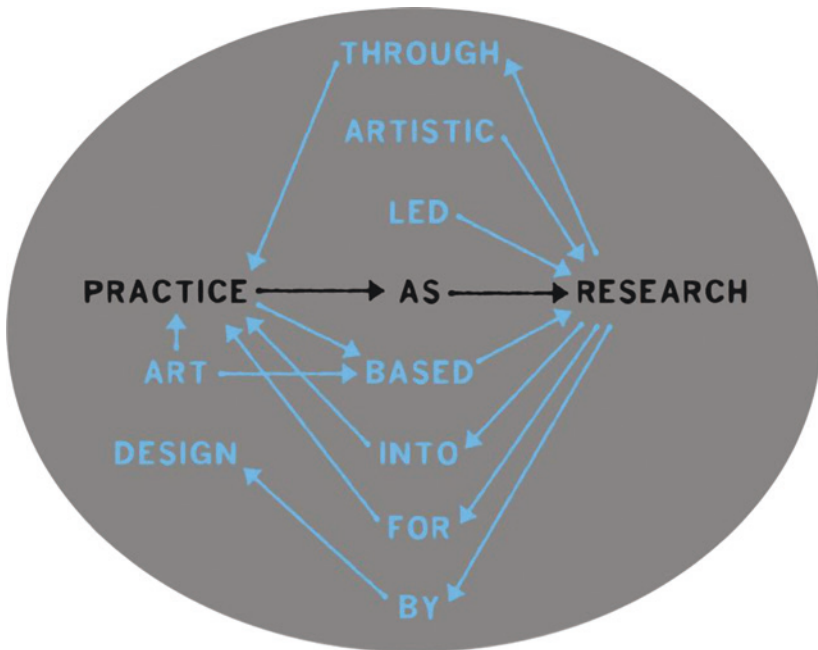 THROUGH
ARTISTIC
LED
PRACTICE AS RESEARCH
ART BASED
DESIGN INTO
FOR
BY